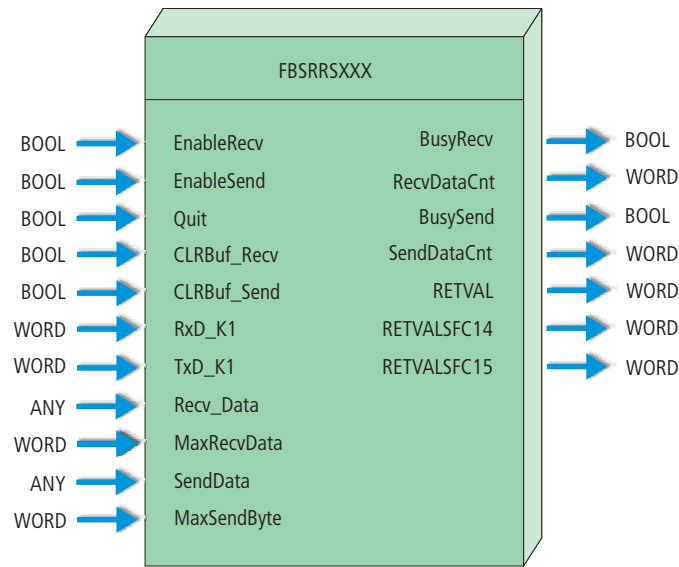 FBSRRSXXX
BOOL EnableRecv BusyRecv BOOL
BOOL EnableSend RecvDataCnt WORD
BOOL Quit BusySend BOOL
BOOL CLRBuf_Recv SendDataCnt WORD
BOOL CLRBuf_Send RETVAL WORD
WORD RxD_K1 RETVALSFC14 WORD
WORD TxD_K1 RETVALSFC15 WORD
ANY Recv_Data
WORD MaxRecvData
ANY SendData
WORD MaxSendByte